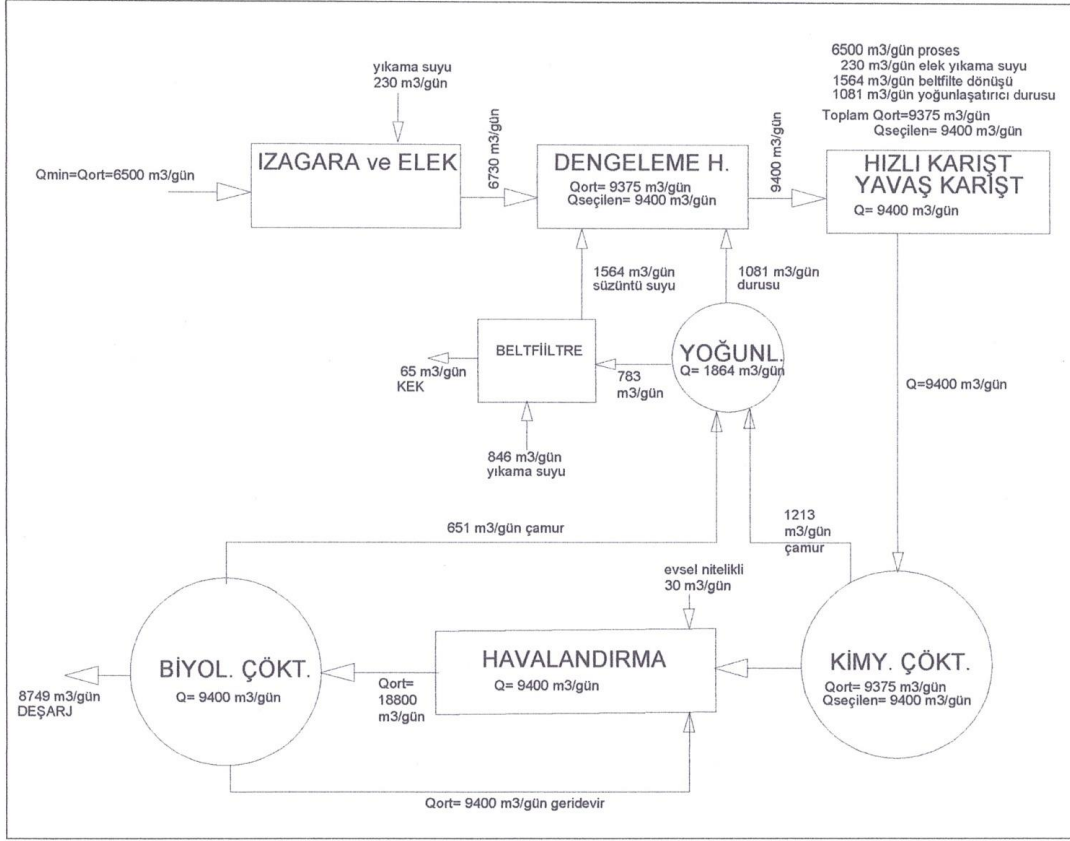 6500 m3/gün proses
230 m3/gün elek yıkama suyu
1564 m3/gün beltfilte dönüşü
1081 m3/gün yoğunlaşatırici durusu
Toplam Qort=9375 m3/gün
Qseçilen= 9400 m3/gün
yıkama suyu
230 m3/gün
Qmin=Qort=6500 m3/gün
IZAGARA ve ELEK
6730 m3/gün
DENGELEME H.
Qort= 9375 m3/gün
Qseçilen= 9400 m3/gün
9400 m3/gün
HIZLI KARIŞT
YAVAŞ KARIŞT
Q= 9400 m3/gün
1564 m3/gün
süzüntü suyu
1081 m3/gün
durusu
BELTFİİLTRE
65 m3/gün
KEK
783
m3/gün
YOĞUNL.
Q= 1864 m3/gün
846 m3/gün
yıkama suyu
Q=9400 m3/gün
651 m3/gün çamur
1213
m3/gün
çamur
evsel nitelikli
30 m3/gün
BİYOL. ÇÖKT.
Q= 9400 m3/gün
8749 m3/gün
DEŞARJ
Qort=
18800
m3/gün
HAVALANDIRMA
Q= 9400 m3/gün
KİMY. ÇÖKT.
Qort= 9375 m3/gün
Qseçilen= 9400 m3/gün
Qort= 9400 m3/gün geridevir